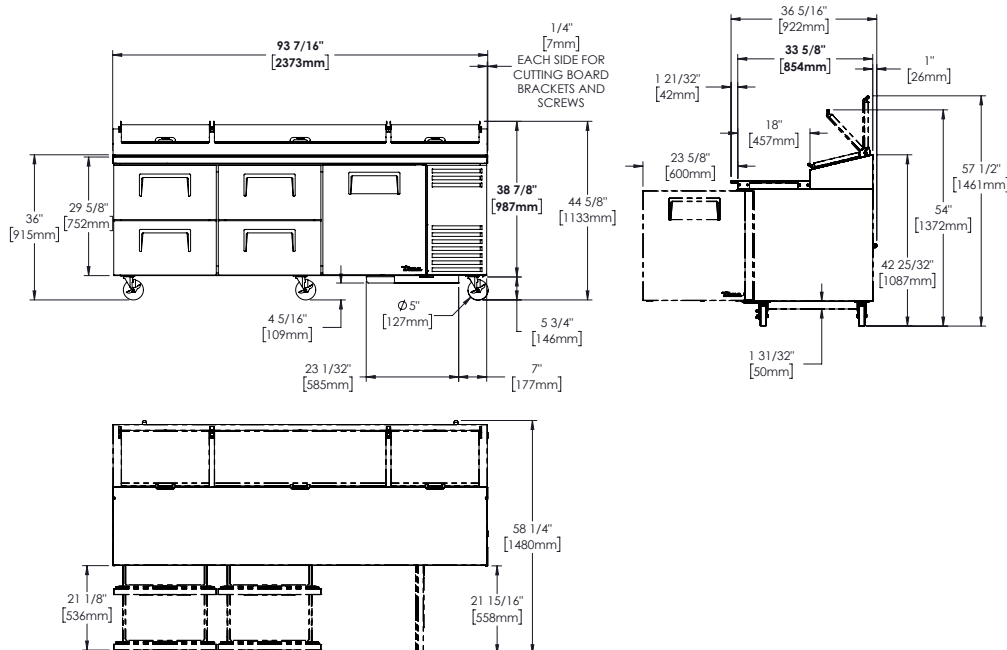 93 7/16"
[2373mm]
1/4"
[7mm]
EACH SIDE FOR
CUTTING BOARD
BRACKETS AND
SCREWS
36"
[915mm]
29 5/8"
[752mm]
38 7/8"
[987mm]
44 5/8"
[1133mm]
4 5/16"
[109mm]
Ø5"
[127mm]
5 3/4"
[146mm]
23 1/32"
[585mm]
7"
[177mm]
36 5/16"
[922mm]
33 5/8"
[854mm]
1"
[26mm]
1 21/32"
[42mm]
18"
[457mm]
23 5/8"
[600mm]
57 1/2"
[1461mm]
54"
[1372mm]
42 25/32"
[1087mm]
1 31/32"
[50mm]
58 1/4"
[1480mm]
21 1/8"
[536mm]
21 15/16"
[558mm]